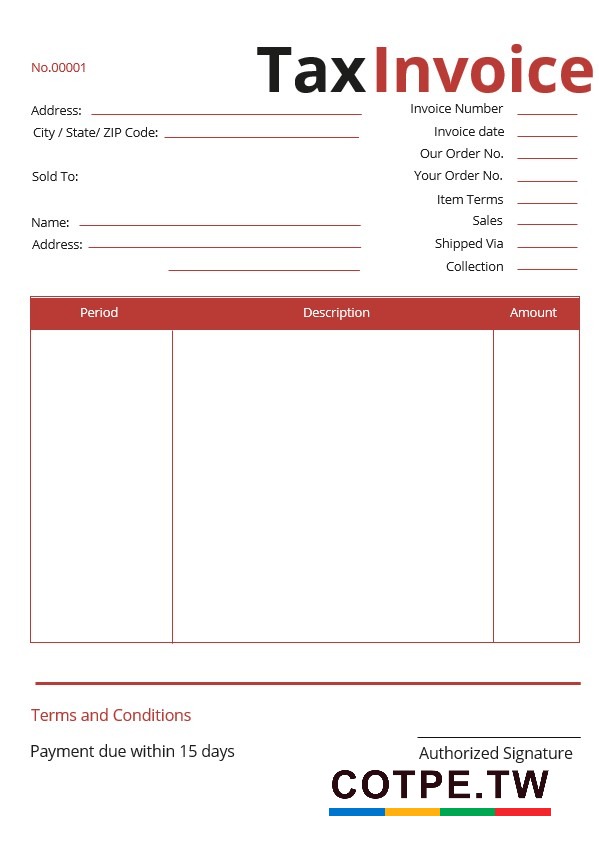 Tax Invoice
No.00001
Address:
City / State/ ZIP Code:
Sold To:
Name:
Address:
Invoice Number
Invoice date
Our Order No.
Your Order No.
Item Terms
Sales
Shipped Via
Collection
Period Description Amount
Terms and Conditions
Payment due within 15 days
Authorized Signature
COTPE.TW